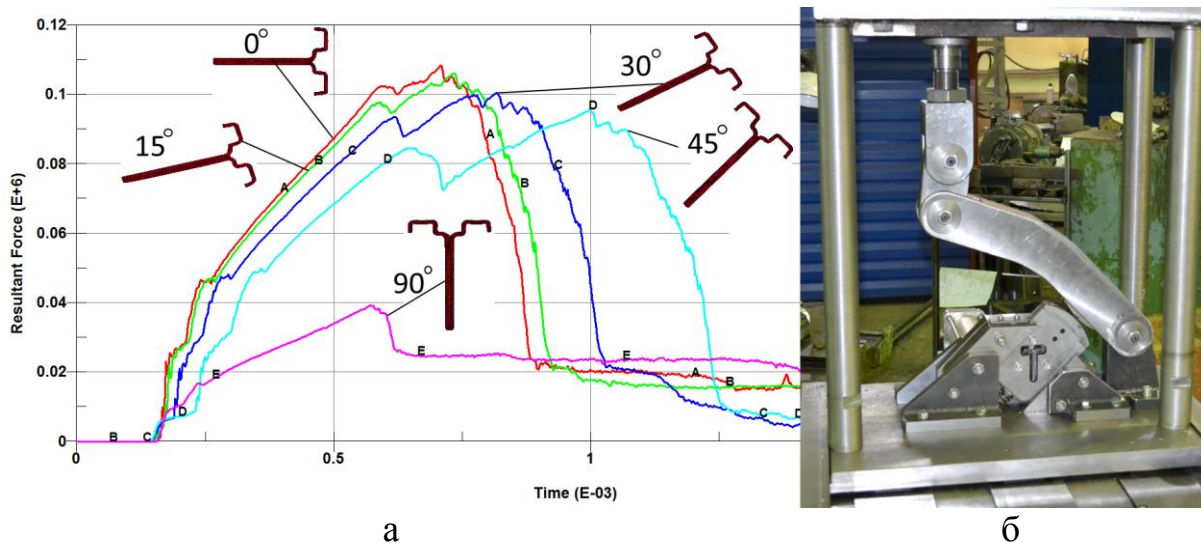 0.12
0.1
0.08
0.06
0.04
0.02
0
Resultant Force (E+6)
0°
15°
30°
45°
90°
A
B
C
D
E
A
B
C
D
E
E
A
B
C
D
B
C
D
0
0.5
1
Time (E-03)
а
б